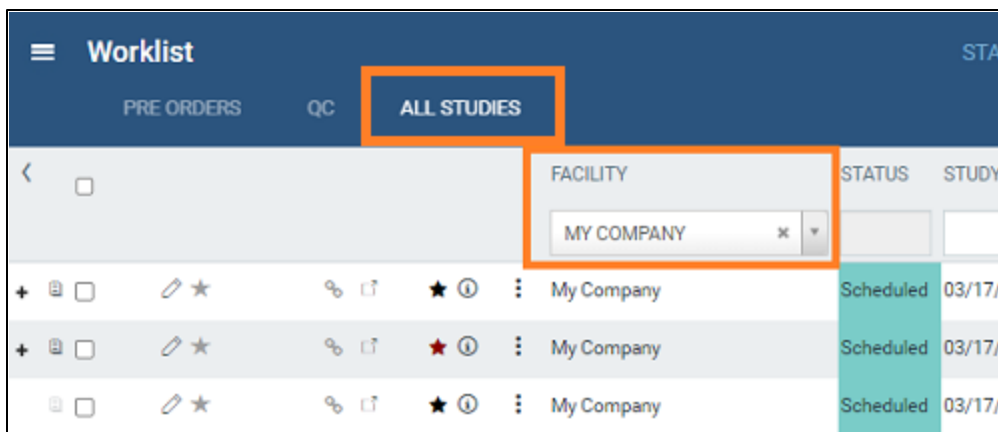 Worklist STA
PRE ORDERS QC ALL STUDIES
FACILITY STATUS STUDY
MY COMPANY
My Company Scheduled 03/17/
My Company Scheduled 03/17/
My Company Scheduled 03/17/